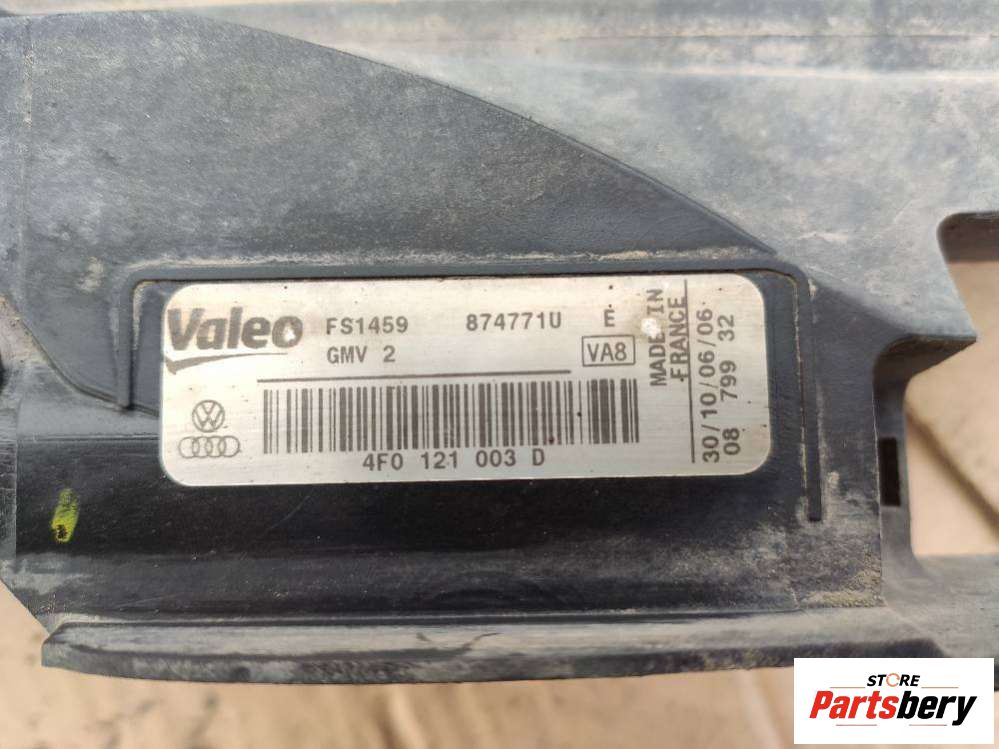 Valeo FS1459 874771U E
GMV 2 VA8
4F0 121 003 D
MADE IN
FRANCE
30/10/06/06
08 799 32
STORE
Partsbery